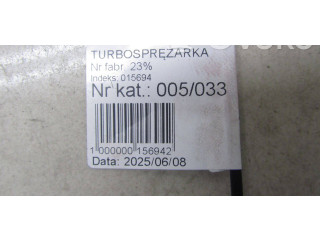 TURBOSPRĘŻARKA
Nr fabr. 23%
Indeks: 015694
Nr kat.: 005/033
1 000000 156942
Data: 2025/06/08